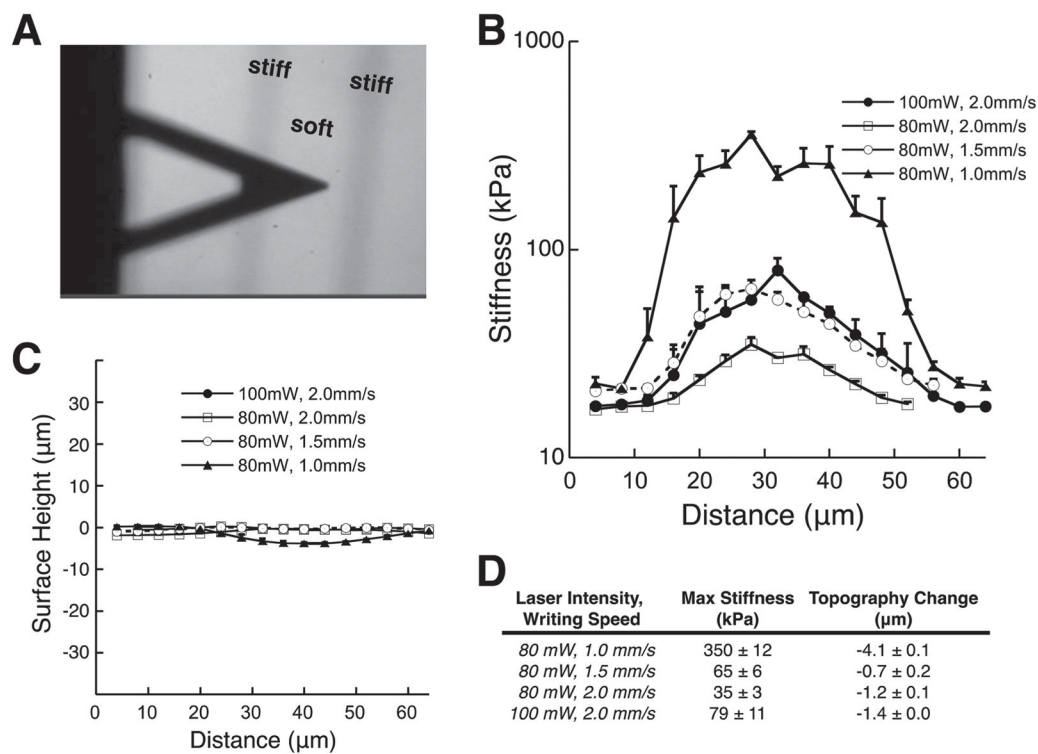 A
stiff
stiff
soft
B
1000
100
10
Stiffness (kPa)
0 10 20 30 40 50 60
Distance (µm)
100mW, 2.0mm/s
80mW, 2.0mm/s
80mW, 1.5mm/s
80mW, 1.0mm/s
C
30
20
10
0
-10
-20
-30
Surface Height (µm)
0 10 20 30 40 50 60
Distance (µm)
100mW, 2.0mm/s
80mW, 2.0mm/s
80mW, 1.5mm/s
80mW, 1.0mm/s
D
Laser Intensity, Max Stiffness Topography Change
Writing Speed (kPa) (µm)
80 mW, 1.0 mm/s 350 ± 12 -4.1 ± 0.1
80 mW, 1.5 mm/s 65 ± 6 -0.7 ± 0.2
80 mW, 2.0 mm/s 35 ± 3 -1.2 ± 0.1
100 mW, 2.0 mm/s 79 ± 11 -1.4 ± 0.0